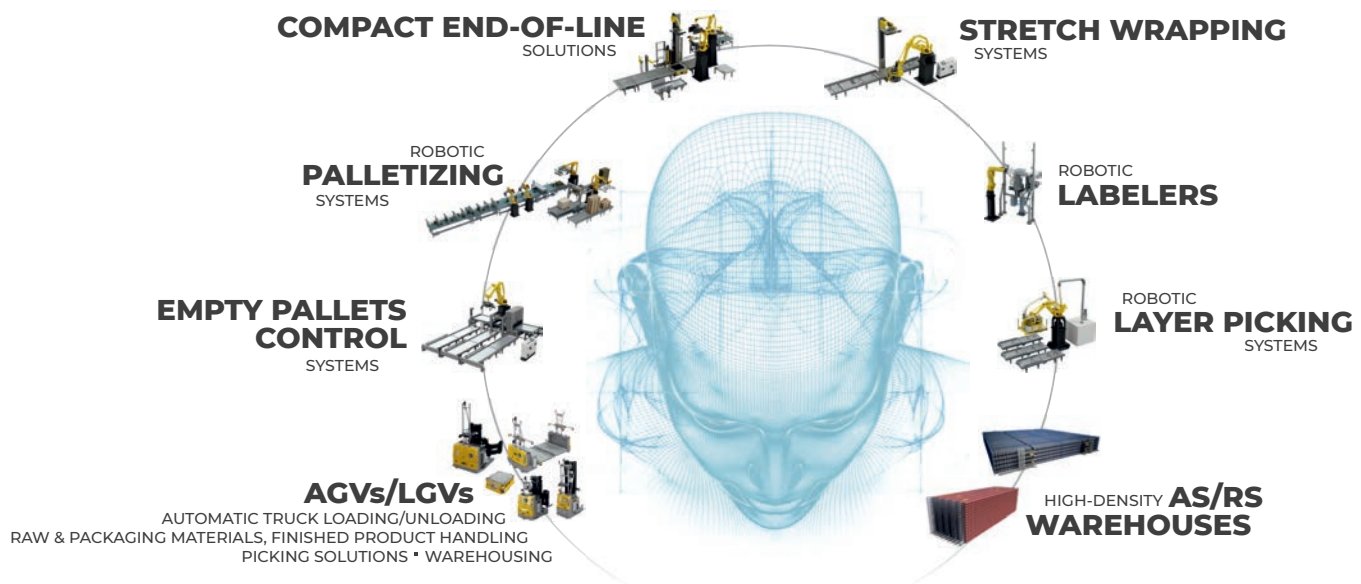 COMPACT END-OF-LINE
SOLUTIONS
STRETCH WRAPPING
SYSTEMS
ROBOTIC
PALLETIZING
SYSTEMS
ROBOTIC
LABELERS
EMPTY PALLETS
CONTROL
SYSTEMS
ROBOTIC
LAYER PICKING
SYSTEMS
AGVs/LGVs
AUTOMATIC TRUCK LOADING/UNLOADING
RAW & PACKAGING MATERIALS, FINISHED PRODUCT HANDLING
PICKING SOLUTIONS ▪ WAREHOUSING
HIGH-DENSITY AS/RS
WAREHOUSES